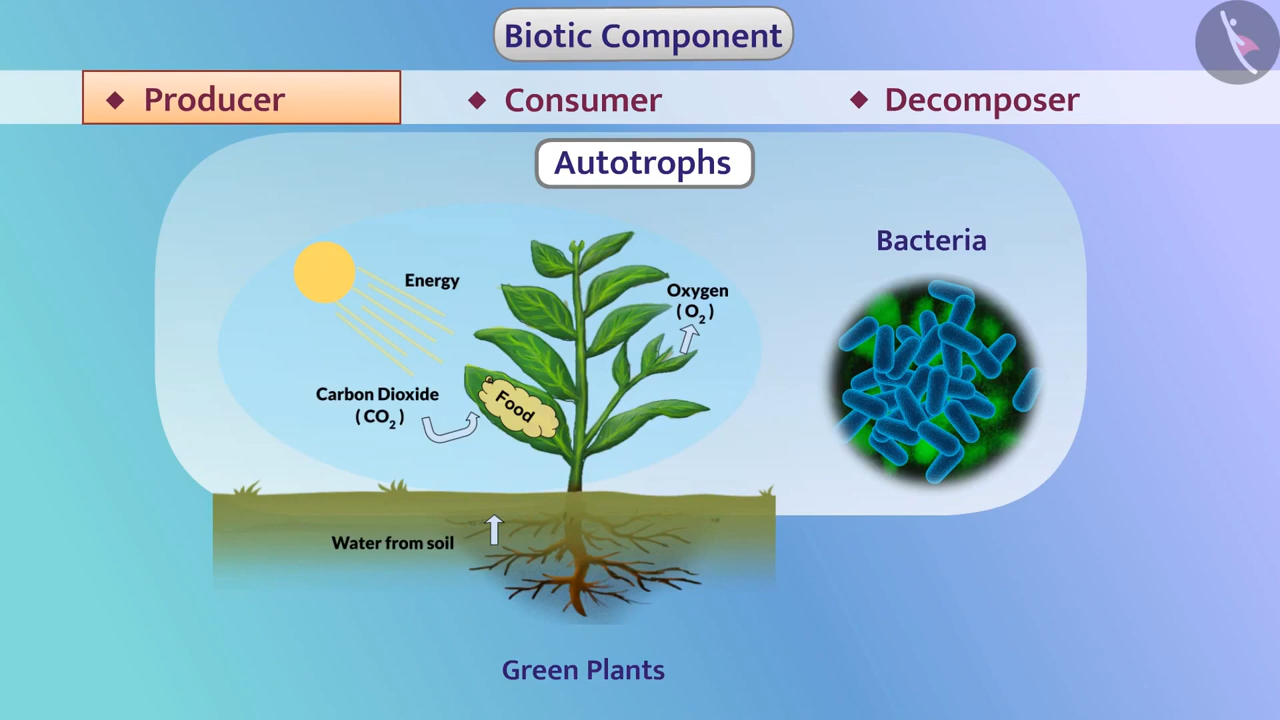 Biotic Component
◆ Producer
◆ Consumer
◆ Decomposer
Autotrophs
Bacteria
Energy
Oxygen
(O₂)
Carbon Dioxide
(CO₂)
Food
Water from soil
Green Plants